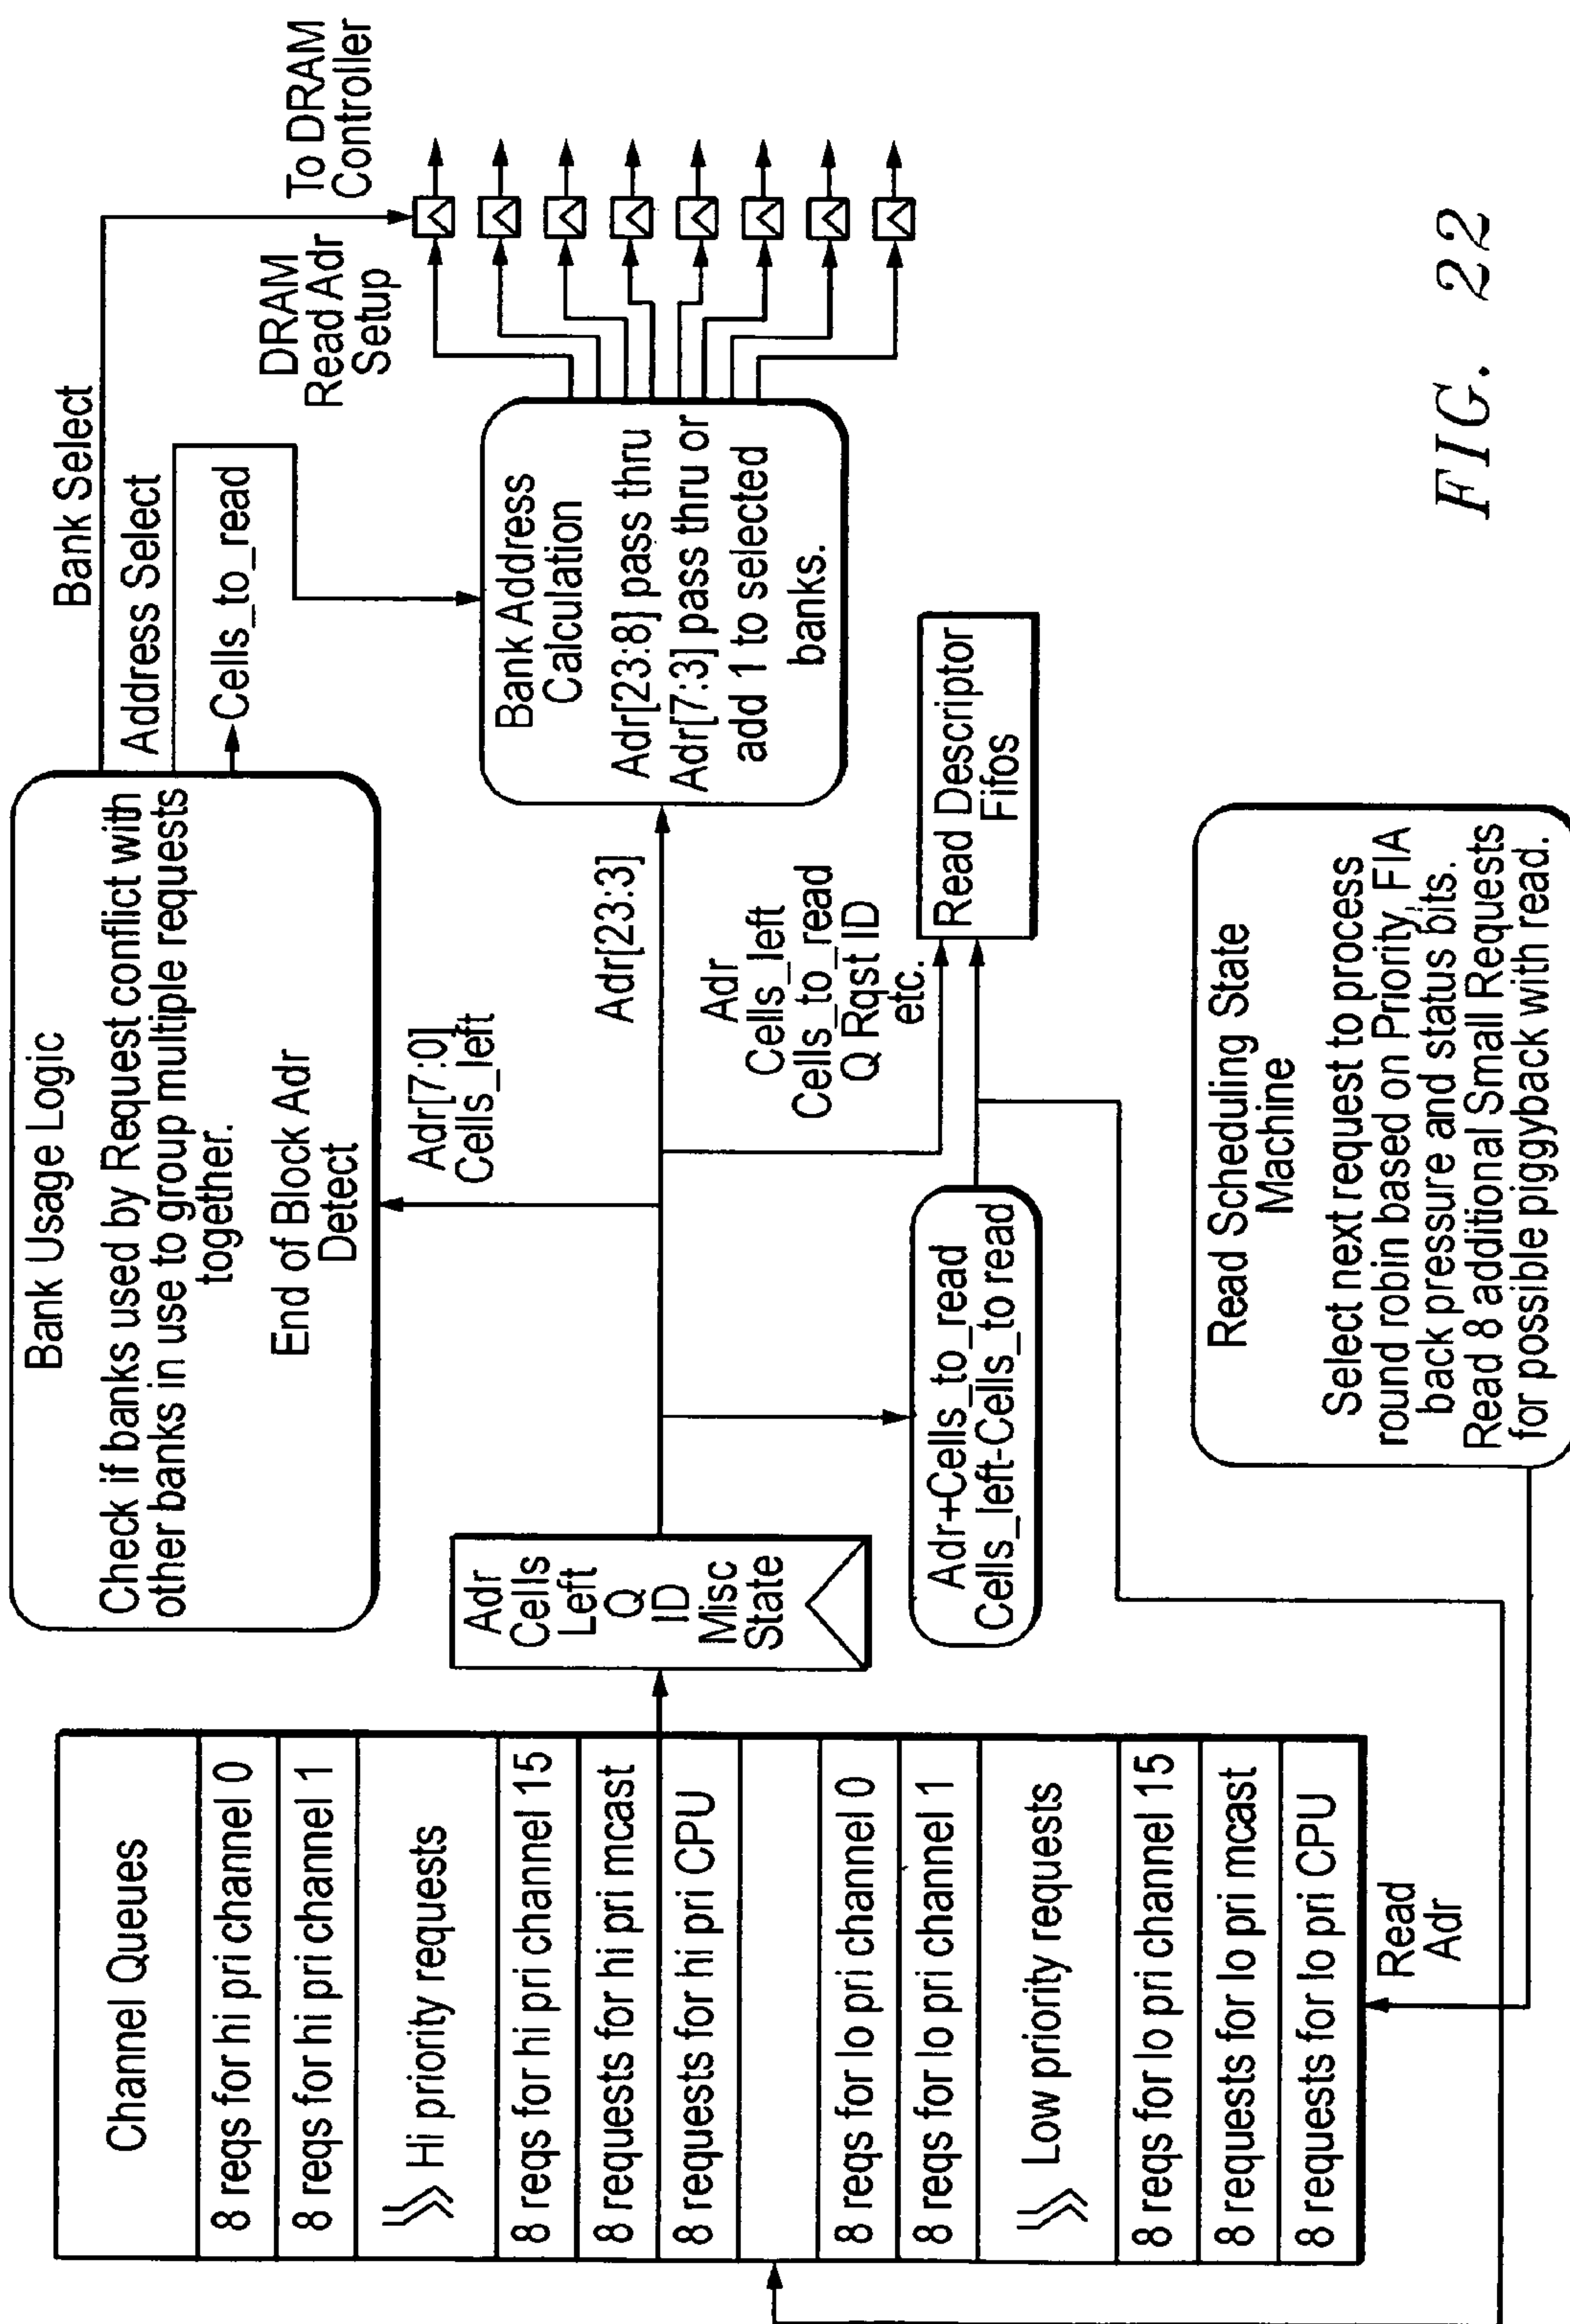 Channel Queues
8 reqs for hi pri channel 0
8 reqs for hi pri channel 1
Hi priority requests
8 reqs for hi pri channel 15
8 requests for hi pri mcast
8 requests for hi pri CPU
8 reqs for lo pri channel 0
8 reqs for lo pri channel 1
Low priority requests
8 reqs for lo pri channel 15
8 requests for lo pri mcast
8 requests for lo pri CPU
Read
Adr
Adr
Cells
Left
Q
ID
Misc
State
Bank Usage Logic
Check if banks used by Request conflict with
other banks in use to group multiple requests
together.
End of Block Adr
Detect
Adr[7:0]
Cells_left
Adr+Cells_to_read
Cells_left-Cells_to read
Adr[23:3]
Adr
Cells_left
Cells_to_read
Q Rqst ID
etc.
Read Descriptor
Fifos
Read Scheduling State
Machine
Select next request to process
round robin based on Priority, FIA
back pressure and status bits.
Read 8 additional Small Requests
for possible piggyback with read.
Bank Select
Address Select
Cells_to_read
Bank Address
Calculation
Adr[23:8] pass thru
Adr[7:3] pass thru or
add 1 to selected
banks.
DRAM
Read Adr
Setup
To DRAM
Controller
FIG. 22